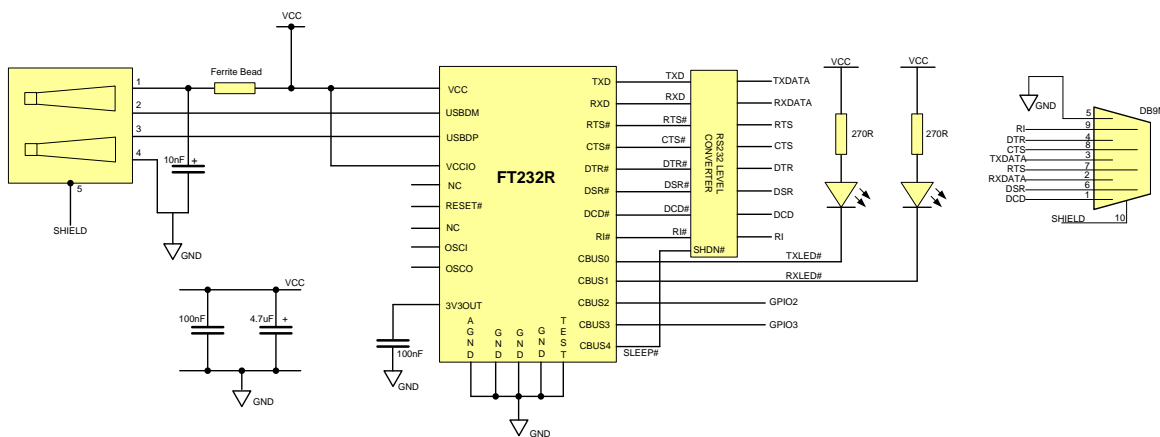 VCC
1
Ferrite Bead
2
3
4
5
SHIELD
10nF
+
GND
VCC
100nF
4.7uF
+
GND
FT232R
VCC
USBDM
USBDP
VCCIO
NC
RESET#
NC
OSCI
OSCO
3V3OUT
100nF
GND
AGND
GND
GND
GND
TEST
GND
TXD
RXD
RTS#
CTS#
DTR#
DSR#
DCD#
RI#
CBUS0
CBUS1
CBUS2
CBUS3
CBUS4
TXD
RXD
RTS#
CTS#
DTR#
DSR#
DCD#
RI#
SLEEP#
RS232 LEVEL
CONVERTER
SHDN#
TXDATA
RXDATA
RTS
CTS
DTR
DSR
DCD
RI
TXLED#
RXLED#
GPIO2
GPIO3
VCC
270R
VCC
270R
GND
RI
DTR
CTS
TXDATA
RTS
RXDATA
DSR
DCD
SHIELD
5
9
4
8
3
7
2
6
1
10